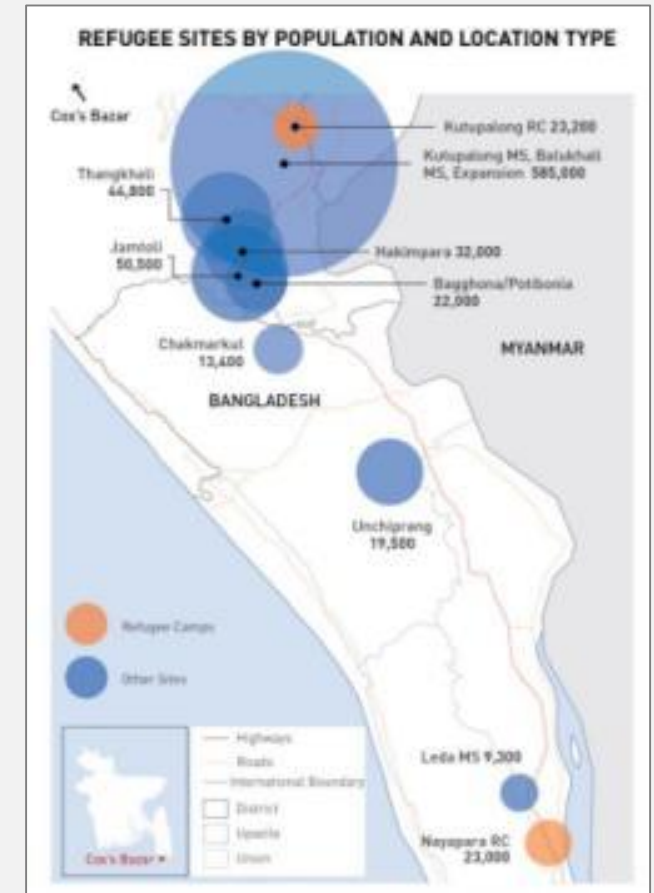 REFUGEE SITES BY POPULATION AND LOCATION TYPE
Cox's Bazar
Kutupalong RC 23,200
Kutupalong MS, Balukhali
MS, Expansion 585,000
Thangkhali
44,800
Hakimpara 32,000
Jamtoli
50,500
Bagghona/Potibonia
22,000
Chakmarkul
13,400
MYANMAR
BANGLADESH
Unchiprang
19,500
Refugee Camps
Other Sites
Highways
Roads
International Boundary
District
Upazila
Union
Cox's Bazar
Leda MS 9,300
Nayapara RC
23,000